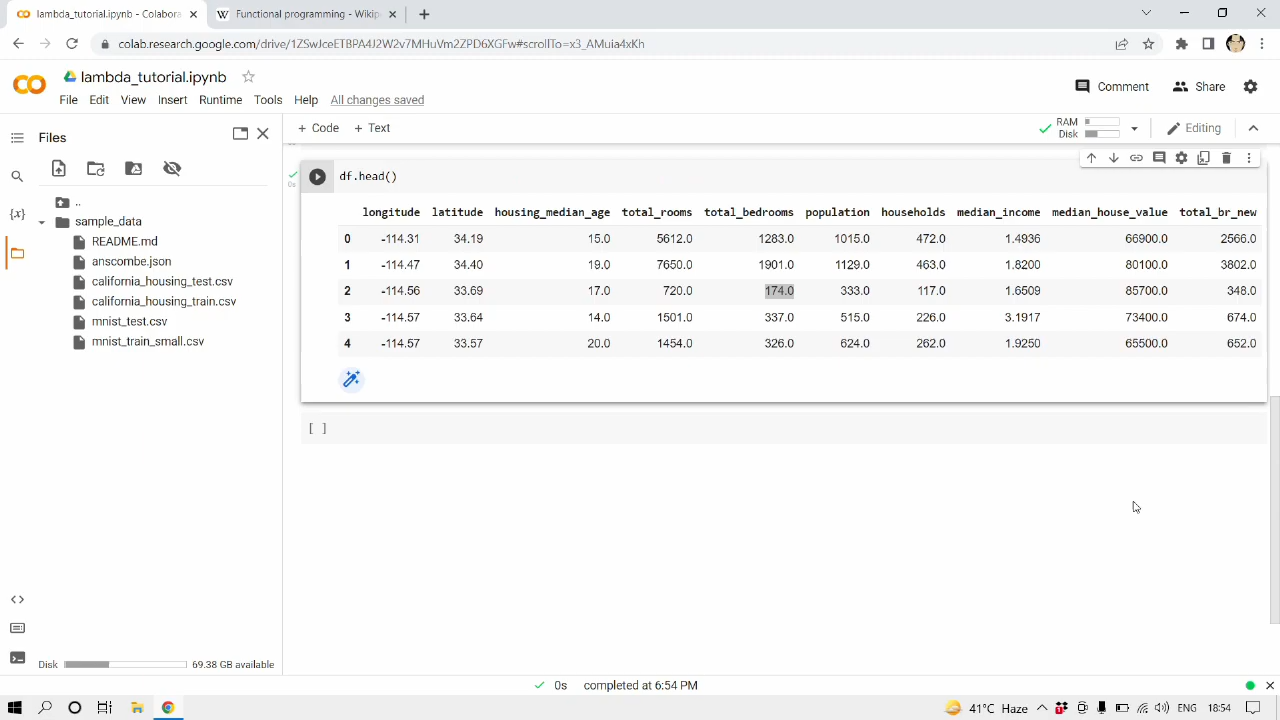 lambda_tutorial.ipynb - Colabora
Functional programming - Wikip
colab.research.google.com/drive/1ZSwJceETBPA4J2W2v7MHuVm2ZPD6XGFw#scrollTo=x3_AMuia4xKh
lambda_tutorial.ipynb
Comment Share
File Edit View Insert Runtime Tools Help All changes saved
Files
+ Code + Text
RAM
Disk
Editing
..
sample_data
README.md
anscombe.json
california_housing_test.csv
california_housing_train.csv
mnist_test.csv
mnist_train_small.csv
0s
df.head()
longitude latitude housing_median_age total_rooms total_bedrooms population households median_income median_house_value total_br_new
0 -114.31 34.19 15.0 5612.0 1283.0 1015.0 472.0 1.4936 66900.0 2566.0
1 -114.47 34.40 19.0 7650.0 1901.0 1129.0 463.0 1.8200 80100.0 3802.0
2 -114.56 33.69 17.0 720.0 174.0 333.0 117.0 1.6509 85700.0 348.0
3 -114.57 33.64 14.0 1501.0 337.0 515.0 226.0 3.1917 73400.0 674.0
4 -114.57 33.57 20.0 1454.0 326.0 624.0 262.0 1.9250 65500.0 652.0
[ ]
Disk 69.38 GB available
0s completed at 6:54 PM
41°C Haze ENG 18:54